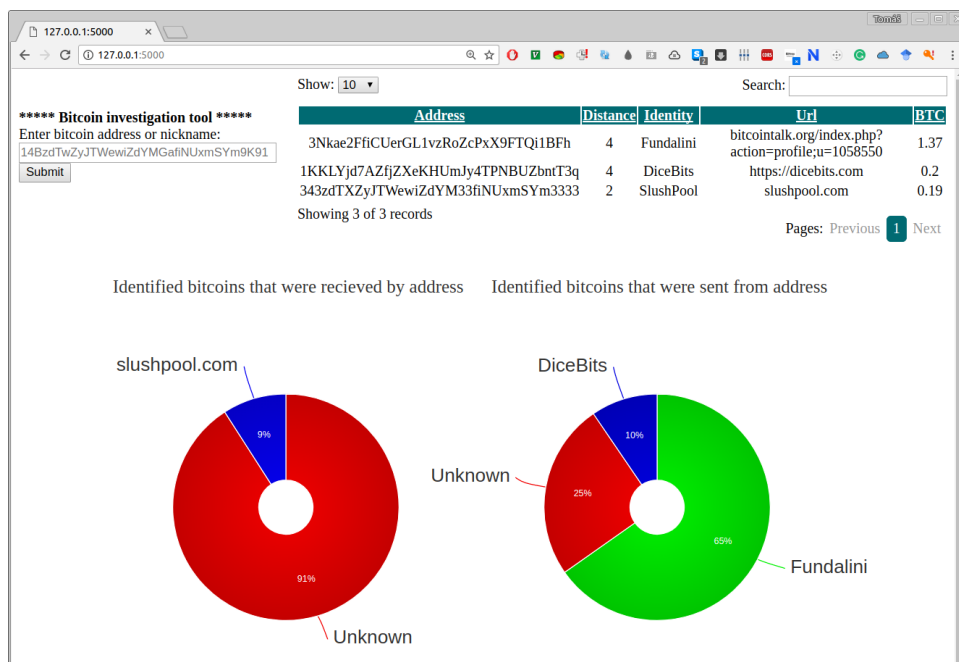 Tomáš
127.0.0.1:5000
127.0.0.1:5000
Show: 10
Search:
***** Bitcoin investigation tool *****
Enter bitcoin address or nickname:
14BzdTwZyJTWewiZdYMGafiNUxmSYm9K91
Submit
Address Distance Identity Url BTC
3Nkae2FfiCUerGL1vzRoZcPxX9FTQi1BFh 4 Fundalini bitcointalk.org/index.php? 1.37
action=profile;u=1058550
1KKLYjd7AZfjZXeKHUmJy4TPNBUZbntT3q 4 DiceBits https://dicebits.com 0.2
343zdTXZyJTWewiZdYM33fiNUxmSYm3333 2 SlushPool slushpool.com 0.19
Showing 3 of 3 records
Pages: Previous 1 Next
Identified bitcoins that were recieved by address
slushpool.com
9%
91%
Unknown
Identified bitcoins that were sent from address
DiceBits
10%
Unknown
25%
65%
Fundalini